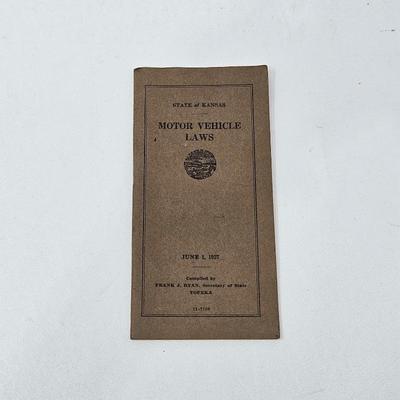 STATE of KANSAS
MOTOR VEHICLE
LAWS
JUNE 1, 1927
Compiled by
FRANK J. RYAN, Secretary of State
TOPEKA